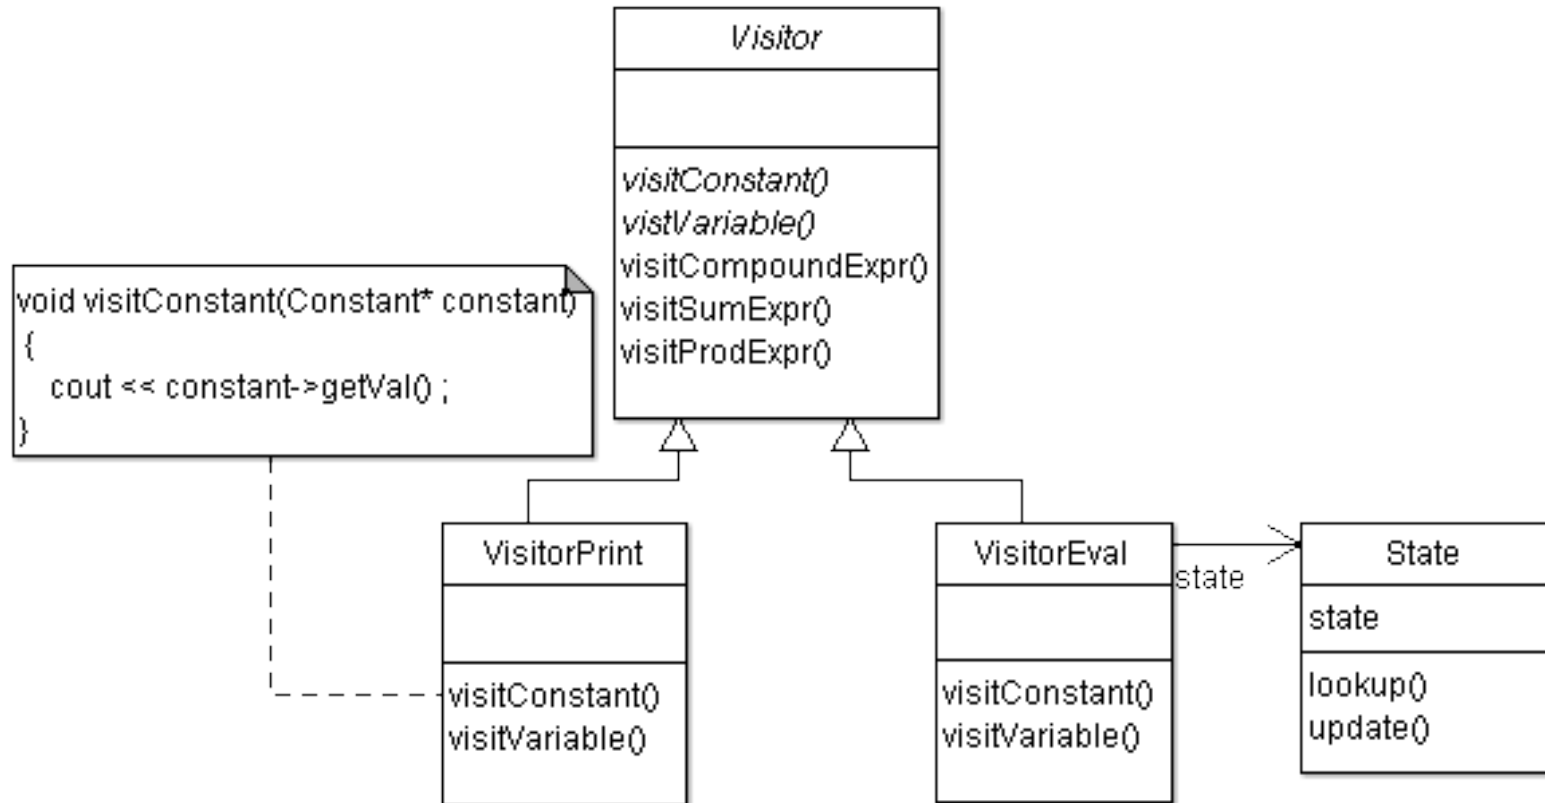 Visitor
visitConstant()
vistVariable()
visitCompoundExpr()
visitSumExpr()
visitProdExpr()
void visitConstant(Constant* constant)
{
cout << constant->getVal() ;
}
VisitorPrint
visitConstant()
visitVariable()
VisitorEval
visitConstant()
visitVariable()
state
State
state
lookup()
update()